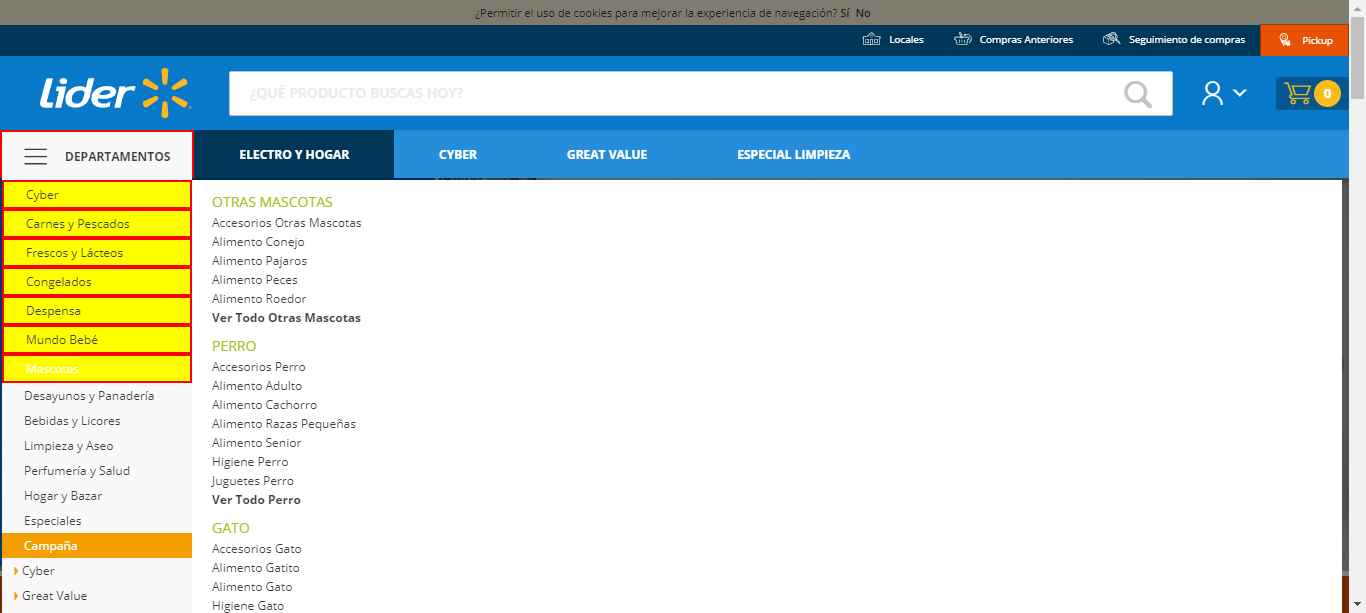 ¿Permitir el uso de cookies para mejorar la experiencia de navegación? Sí No
Locales Compras Anteriores Seguimiento de compras Pickup
lider ¿QUÉ PRODUCTO BUSCAS HOY? 0
DEPARTAMENTOS ELECTRO Y HOGAR CYBER GREAT VALUE ESPECIAL LIMPIEZA
Cyber
Carnes y Pescados
Frescos y Lácteos
Congelados
Despensa
Mundo Bebé
Mascotas
Desayunos y Panadería
Bebidas y Licores
Limpieza y Aseo
Perfumería y Salud
Hogar y Bazar
Especiales
Campaña
Cyber
Great Value
OTRAS MASCOTAS
Accesorios Otras Mascotas
Alimento Conejo
Alimento Pajaros
Alimento Peces
Alimento Roedor
Ver Todo Otras Mascotas
PERRO
Accesorios Perro
Alimento Adulto
Alimento Cachorro
Alimento Razas Pequeñas
Alimento Senior
Higiene Perro
Juguetes Perro
Ver Todo Perro
GATO
Accesorios Gato
Alimento Gatito
Alimento Gato
Higiene Gato